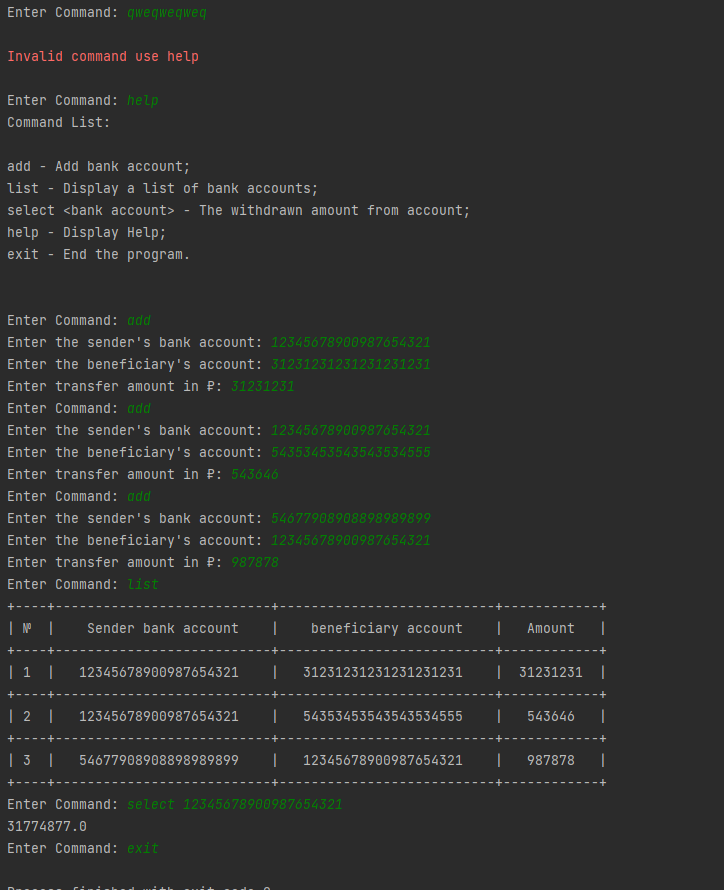 Enter Command: qweqweqweq
Invalid command use help
Enter Command: help
Command List:
add - Add bank account;
list - Display a list of bank accounts;
select <bank account> - The withdrawn amount from account;
help - Display Help;
exit - End the program.
Enter Command: add
Enter the sender's bank account: 12345678900987654321
Enter the beneficiary's account: 31231231231231231231
Enter transfer amount in ₽: 31231231
Enter Command: add
Enter the sender's bank account: 12345678900987654321
Enter the beneficiary's account: 54353453543543534555
Enter transfer amount in ₽: 543646
Enter Command: add
Enter the sender's bank account: 54677908908898989899
Enter the beneficiary's account: 12345678900987654321
Enter transfer amount in ₽: 987878
Enter Command: list
+----+---------------------------+---------------------------+------------+
| № | Sender bank account | beneficiary account | Amount |
+----+---------------------------+---------------------------+------------+
| 1 | 12345678900987654321 | 31231231231231231231 | 31231231 |
+----+---------------------------+---------------------------+------------+
| 2 | 12345678900987654321 | 54353453543543534555 | 543646 |
+----+---------------------------+---------------------------+------------+
| 3 | 54677908908898989899 | 12345678900987654321 | 987878 |
+----+---------------------------+---------------------------+------------+
Enter Command: select 12345678900987654321
31774877.0
Enter Command: exit
Process finished with exit code 0